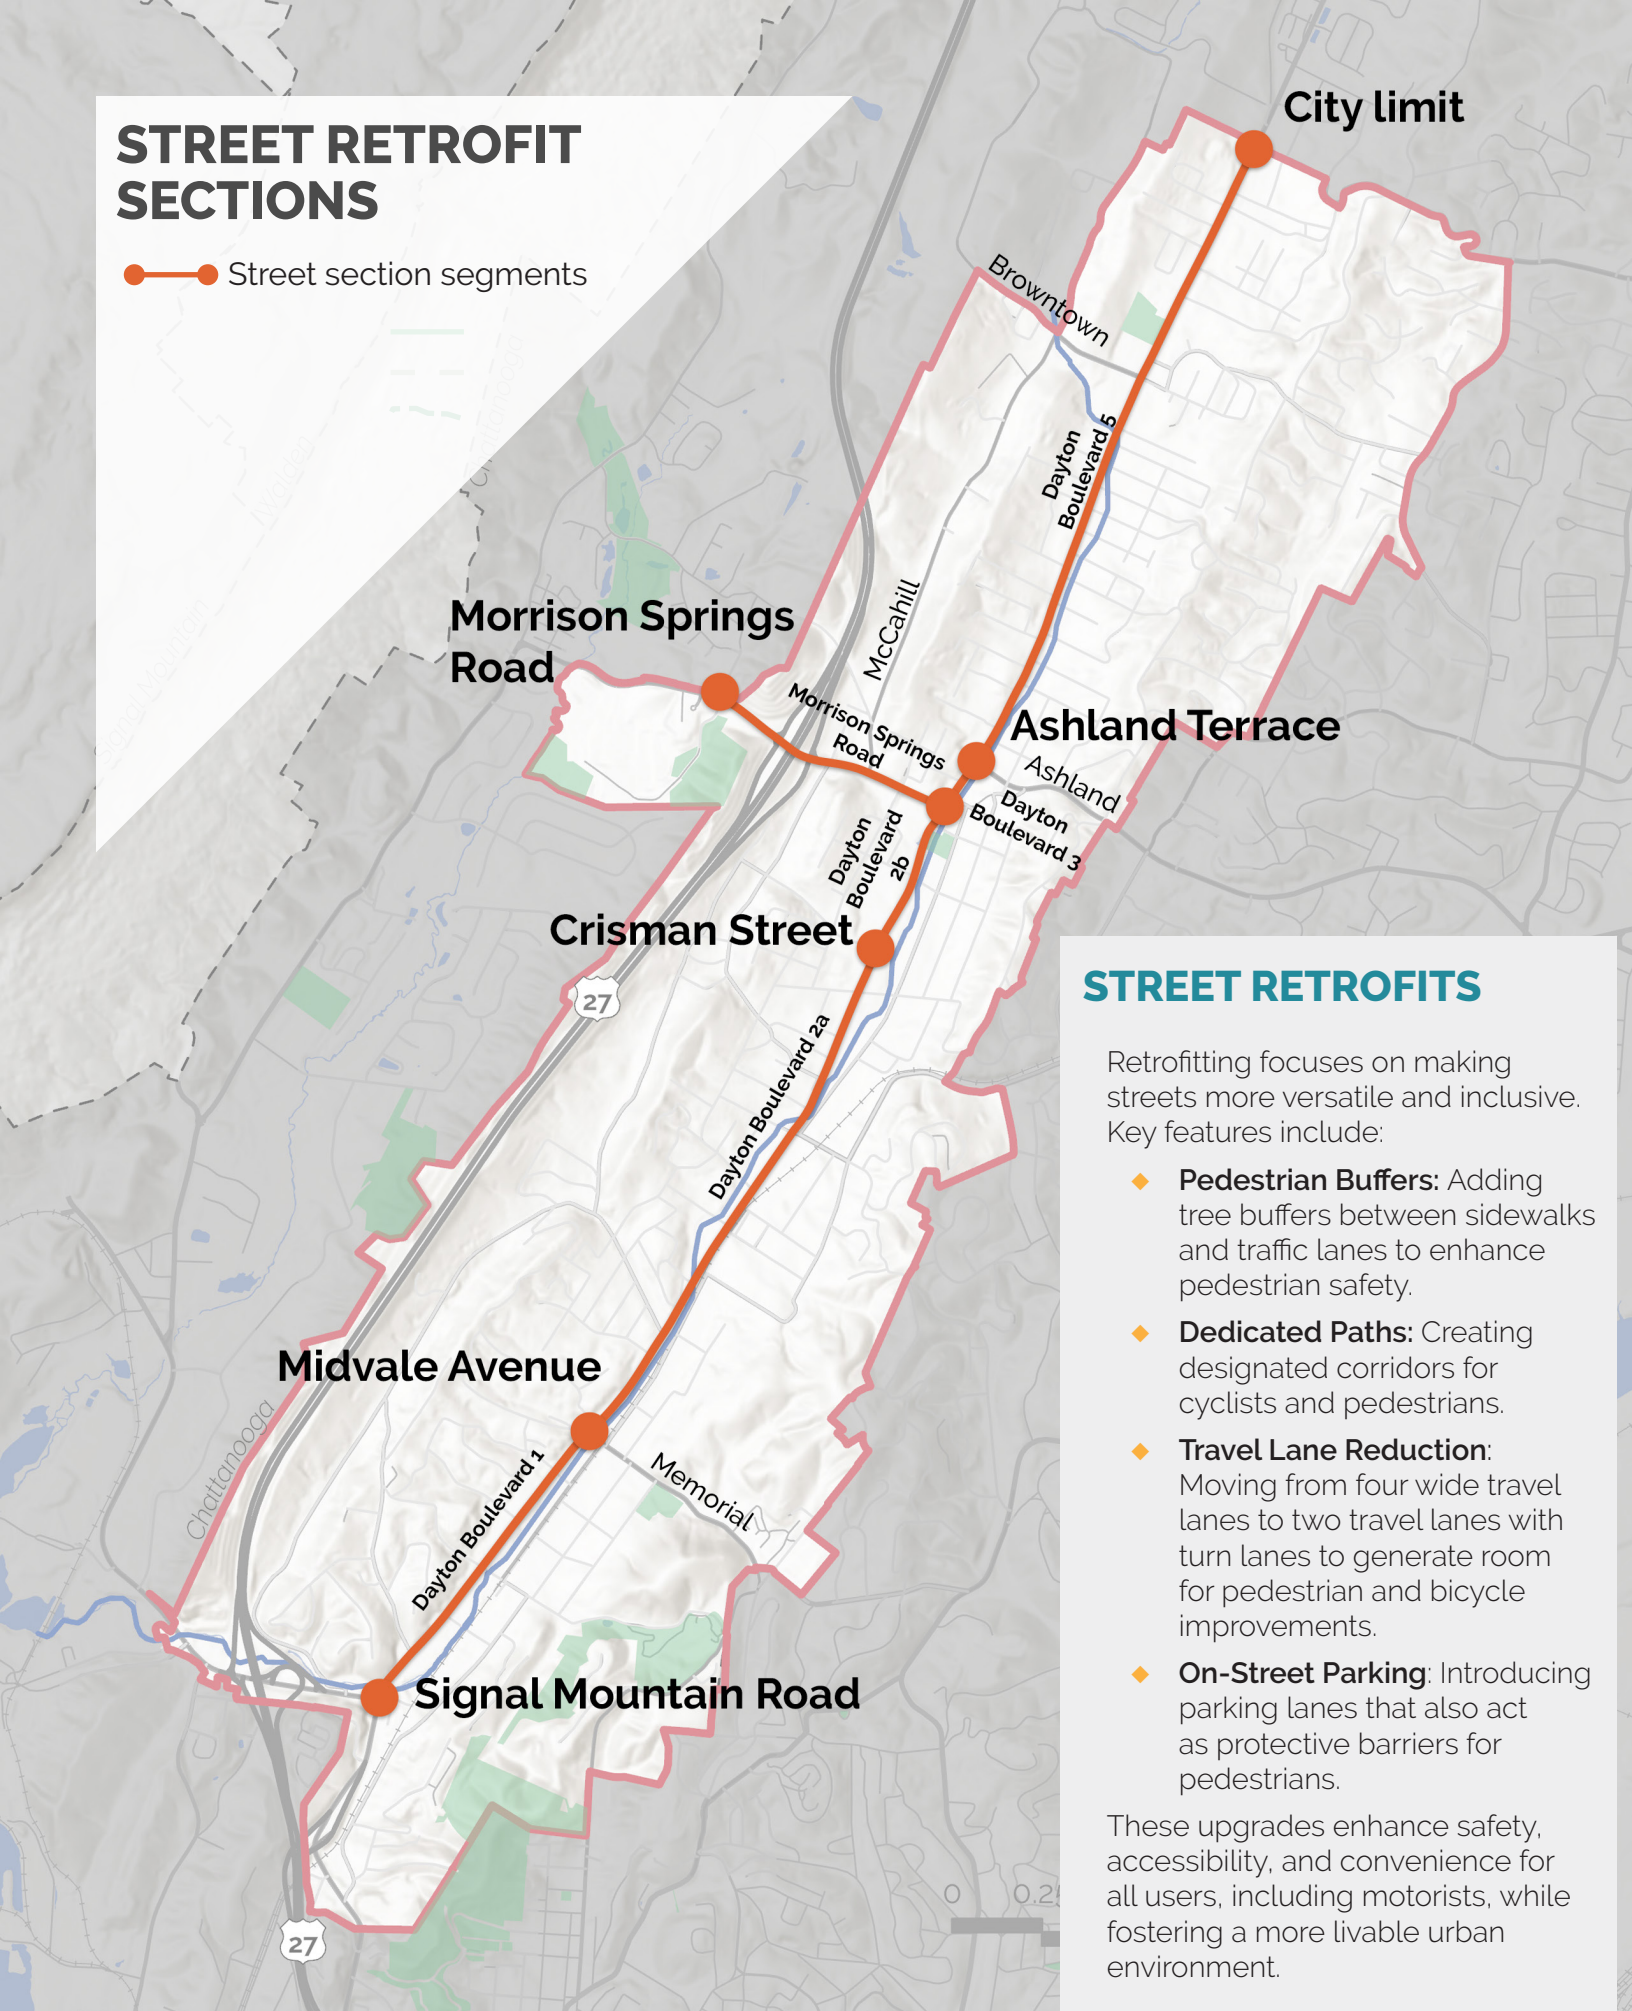 STREET RETROFIT
SECTIONS
Street section segments
City limit
Browntown
Dayton
Boulevard 5
McCahill
Morrison Springs
Road
Morrison Springs
Road
Ashland Terrace
Ashland
Dayton
Boulevard 3
Dayton
Boulevard
2b
Crisman Street
27
Dayton Boulevard 2a
Midvale Avenue
Chattanooga
Dayton Boulevard 1
Memorial
Signal Mountain Road
27
0
STREET RETROFITS
Retrofitting focuses on making
streets more versatile and inclusive.
Key features include:
Pedestrian Buffers: Adding
tree buffers between sidewalks
and traffic lanes to enhance
pedestrian safety.
Dedicated Paths: Creating
designated corridors for
cyclists and pedestrians.
Travel Lane Reduction:
Moving from four wide travel
lanes to two travel lanes with
turn lanes to generate room
for pedestrian and bicycle
improvements.
On-Street Parking: Introducing
parking lanes that also act
as protective barriers for
pedestrians.
These upgrades enhance safety,
accessibility, and convenience for
all users, including motorists, while
fostering a more livable urban
environment.